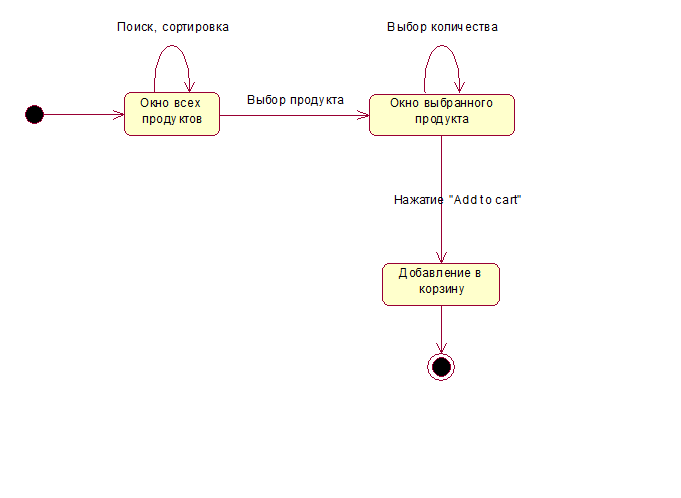 Поиск, сортировка
Выбор количества
Окно всех
продуктов
Выбор продукта
Окно выбранного
продукта
Нажатие "Add to cart"
Добавление в
корзину